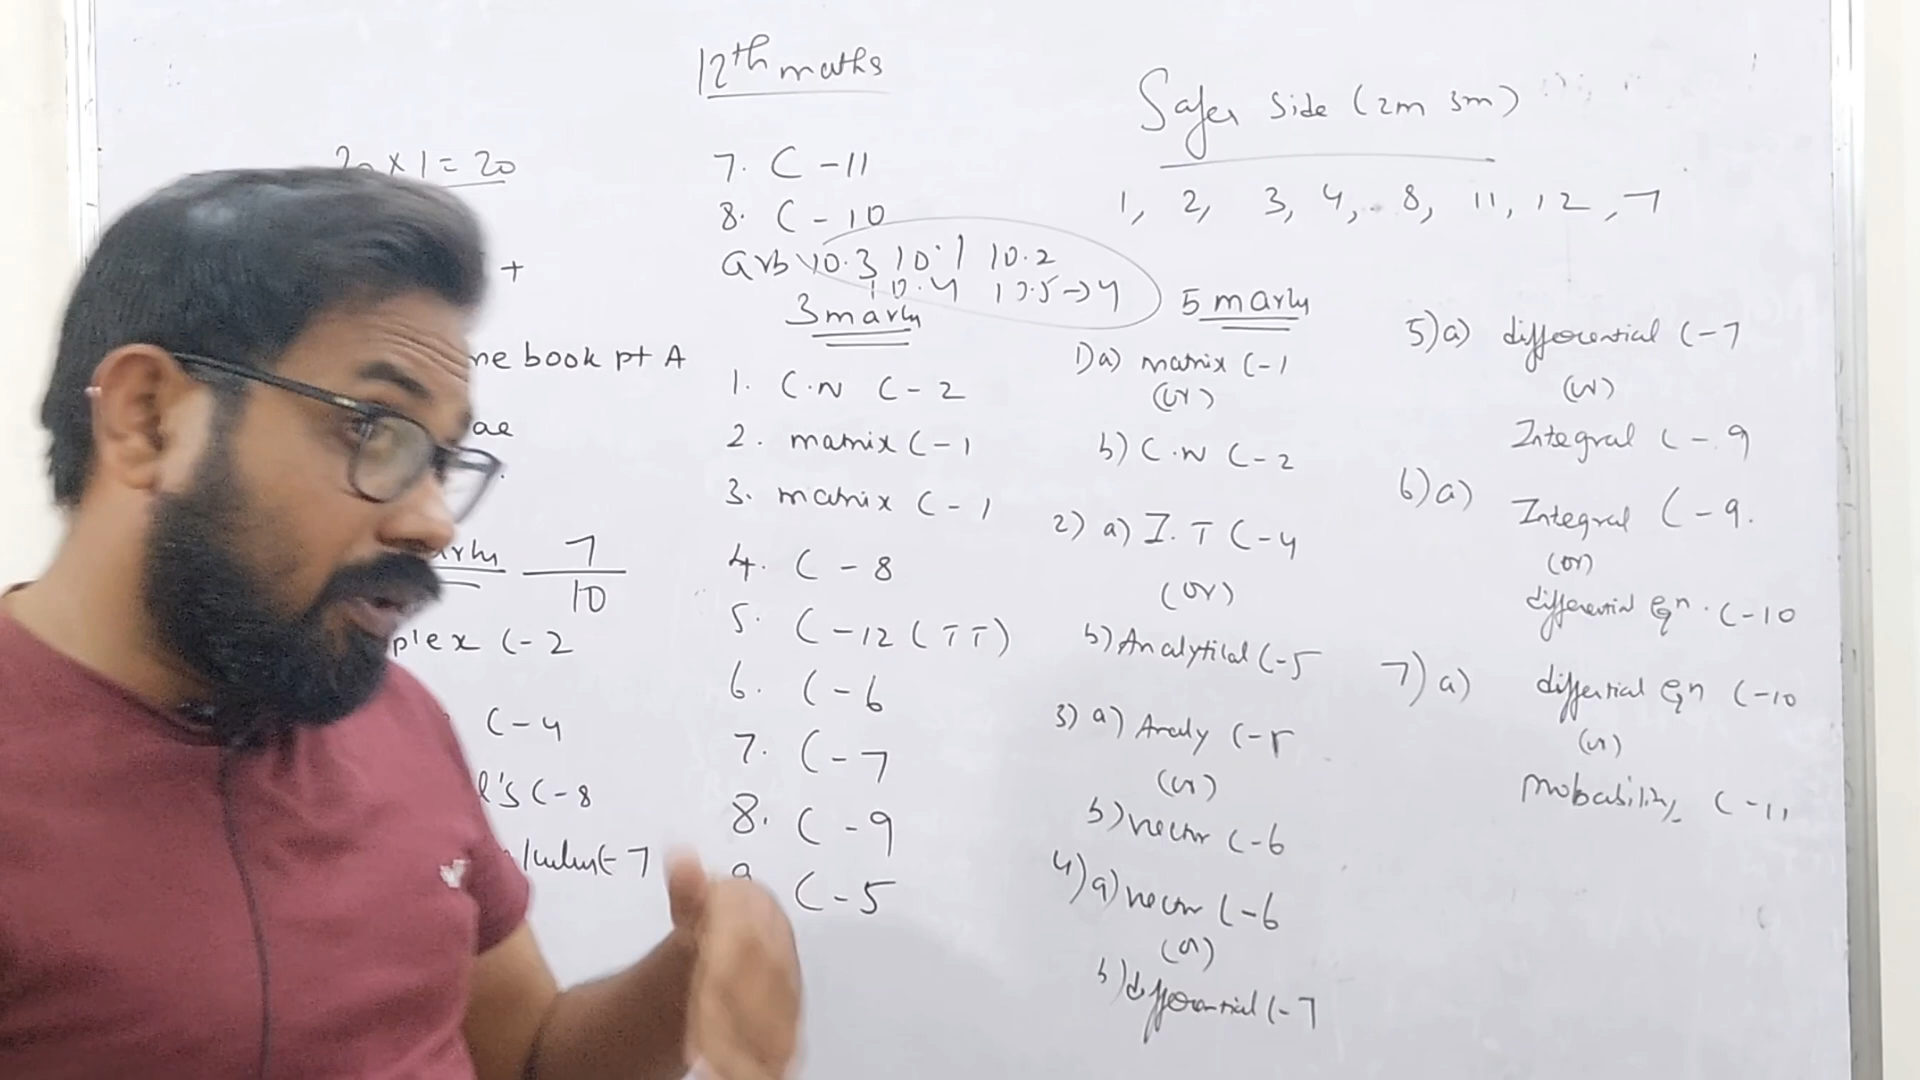 12th maths
20 x 1 = 20
+
book pt A
7/10
C-2
C-4
C-8
7
7. C-11
8. C-10
10.3 10.1 10.2
10.4 10.5→4
3 mark
1. C.N C-2
2. matrix C-1
3. matrix C-1
4. C-8
5. C-12 (TT)
6. C-6
7. C-7
8. C-9
C-5
Safer Side (2m 3m)
1, 2, 3, 4, 8, 11, 12, 7
5 marks
1) a) matrix C-1
(or)
b) C.N C-2
2) a) I.T C-4
(or)
b) Analytical C-5
3) a) Analy C-5
(or)
b) vector C-6
4) a) vector C-6
(or)
b) differential C-7
5) a) differential C-7
(or)
Integral C-9
6) a) Integral C-9.
(or)
differential Eqn. C-10
7) a) differential Eqn C-10
(or)
probability C-11